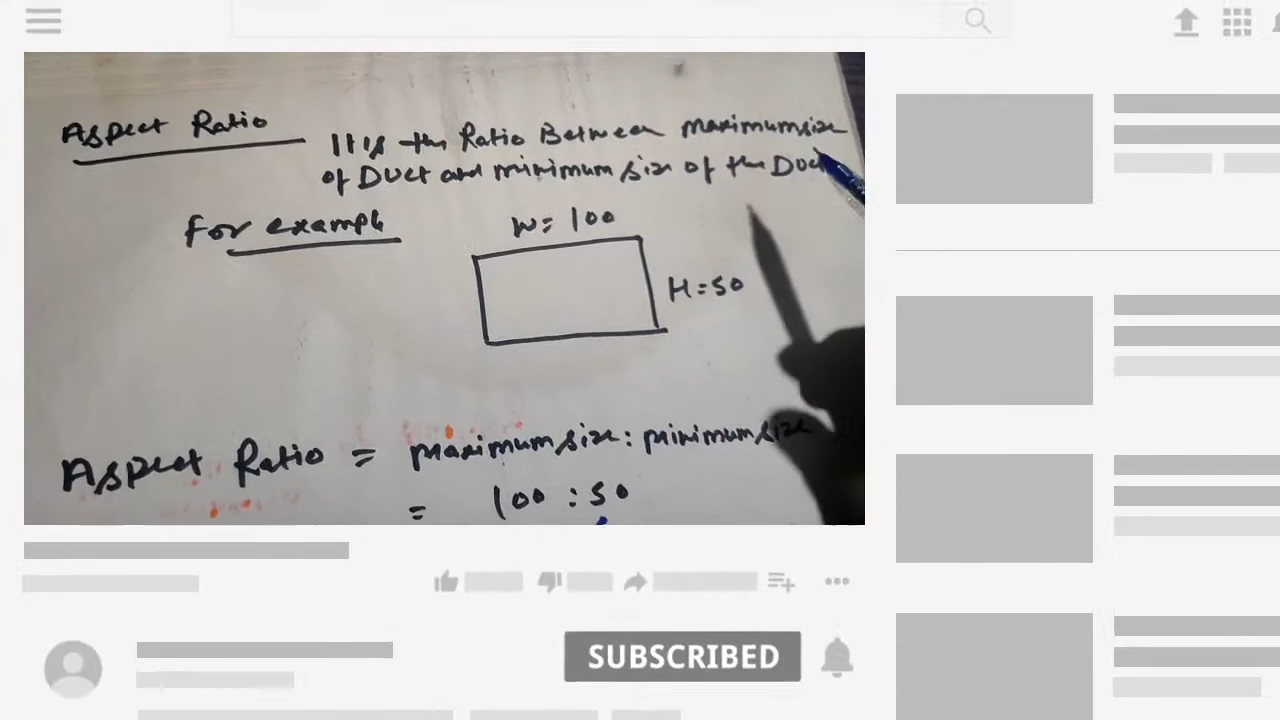 Aspect Ratio
It is the Ratio Between maximum size
of Duct and minimum size of the Duct
For example
W= 100
H=50
Aspect Ratio = maximum size : minimum size
= 100 : 50
SUBSCRIBED